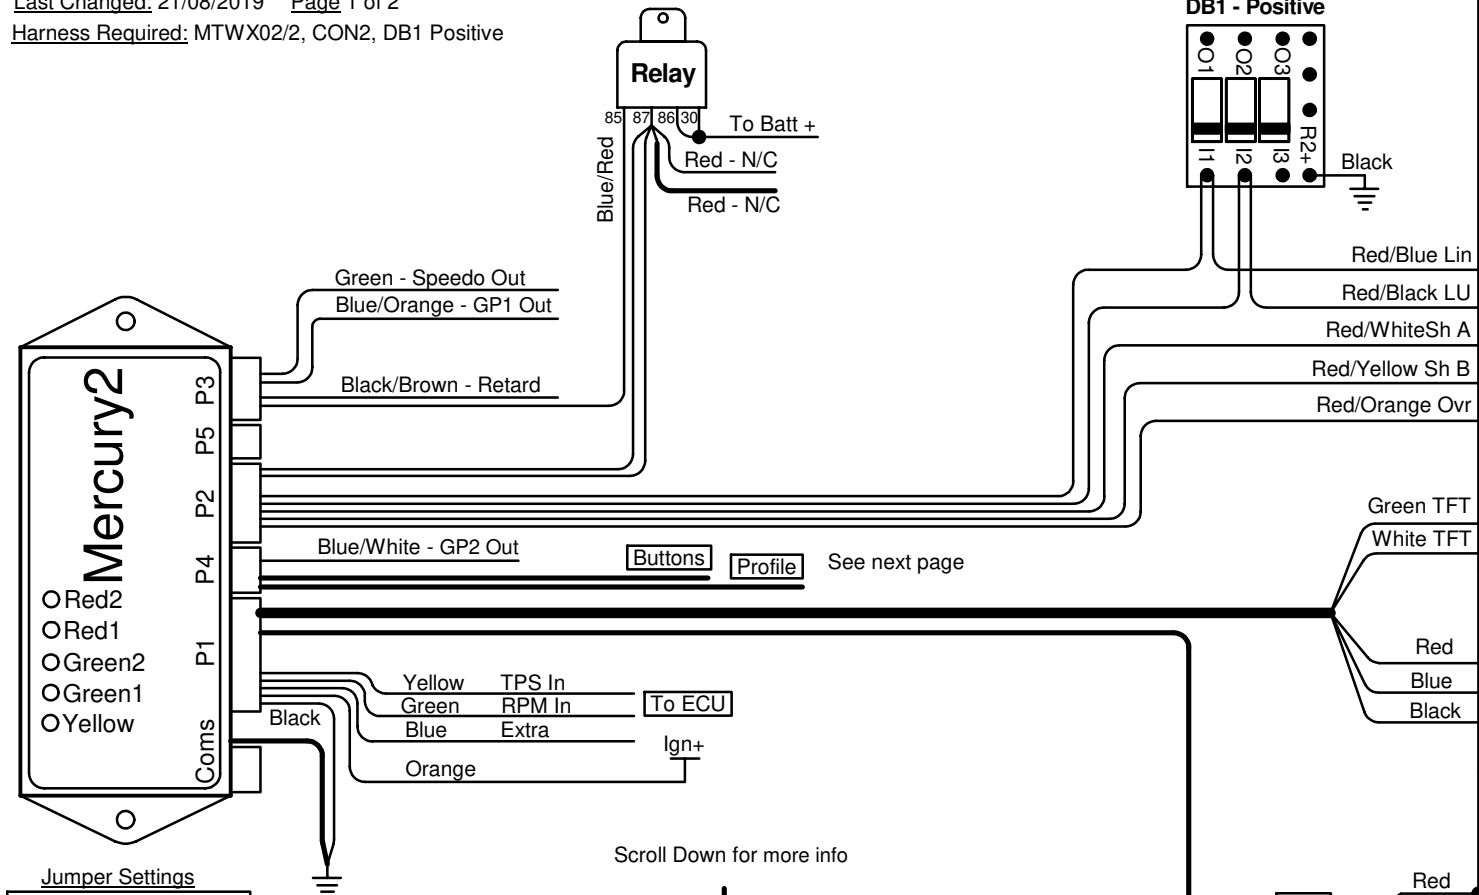 Last Changed: 21/08/2019 Page 1 of 2
Harness Required: MTWX02/2, CON2, DB1 Positive
DB1 - Positive
Relay
85 87 86 30
To Batt +
Red - N/C
Red - N/C
Blue/Red
O1 O2 O3
R2+
I1 I2 I3
Black
Green - Speedo Out
Blue/Orange - GP1 Out
Black/Brown - Retard
Red/Blue Lin
Red/Black LU
Red/WhiteSh A
Red/Yellow Sh B
Red/Orange Ovr
Mercury2
P3
P5
P2
P4
P1
Coms
Red2
Red1
Green2
Green1
Yellow
Blue/White - GP2 Out
Buttons
Profile
See next page
Green TFT
White TFT
Red
Blue
Black
Yellow TPS In
Green RPM In
Blue Extra
To ECU
Black
Ign+
Orange
Scroll Down for more info
Jumper Settings
Red